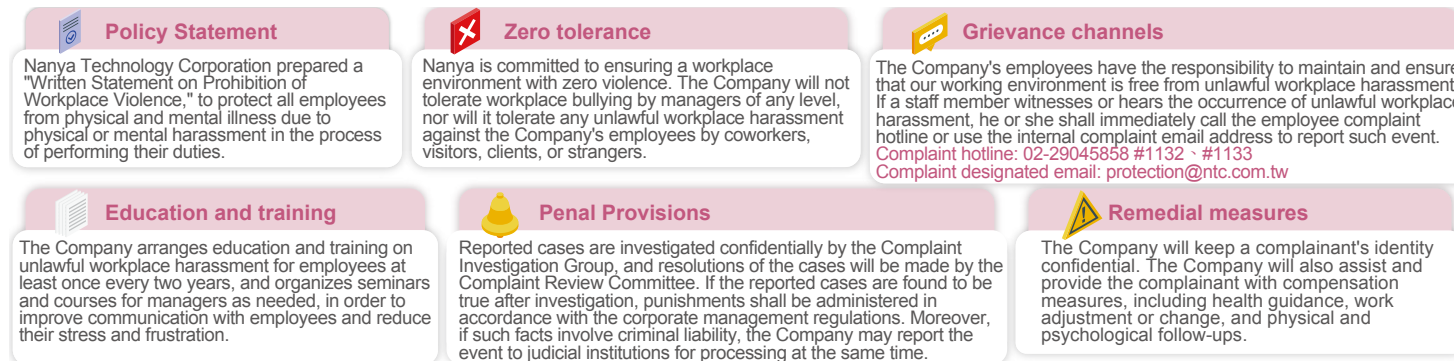 Policy Statement
Nanya Technology Corporation prepared a
"Written Statement on Prohibition of
Workplace Violence," to protect all employees
from physical and mental illness due to
physical or mental harassment in the process
of performing their duties.
Zero tolerance
Nanya is committed to ensuring a workplace
environment with zero violence. The Company will not
tolerate workplace bullying by managers of any level,
nor will it tolerate any unlawful workplace harassment
against the Company's employees by coworkers,
visitors, clients, or strangers.
Grievance channels
The Company's employees have the responsibility to maintain and ensure
that our working environment is free from unlawful workplace harassment
If a staff member witnesses or hears the occurrence of unlawful workplace
harassment, he or she shall immediately call the employee complaint
hotline or use the internal complaint email address to report such event.
Complaint hotline: 02-29045858 #1132、#1133
Complaint designated email: protection@ntc.com.tw
Education and training
The Company arranges education and training on
unlawful workplace harassment for employees at
least once every two years, and organizes seminars
and courses for managers as needed, in order to
improve communication with employees and reduce
their stress and frustration.
Penal Provisions
Reported cases are investigated confidentially by the Complaint
Investigation Group, and resolutions of the cases will be made by the
Complaint Review Committee. If the reported cases are found to be
true after investigation, punishments shall be administered in
accordance with the corporate management regulations. Moreover,
if such facts involve criminal liability, the Company may report the
event to judicial institutions for processing at the same time.
Remedial measures
The Company will keep a complainant's identity
confidential. The Company will also assist and
provide the complainant with compensation
measures, including health guidance, work
adjustment or change, and physical and
psychological follow-ups.